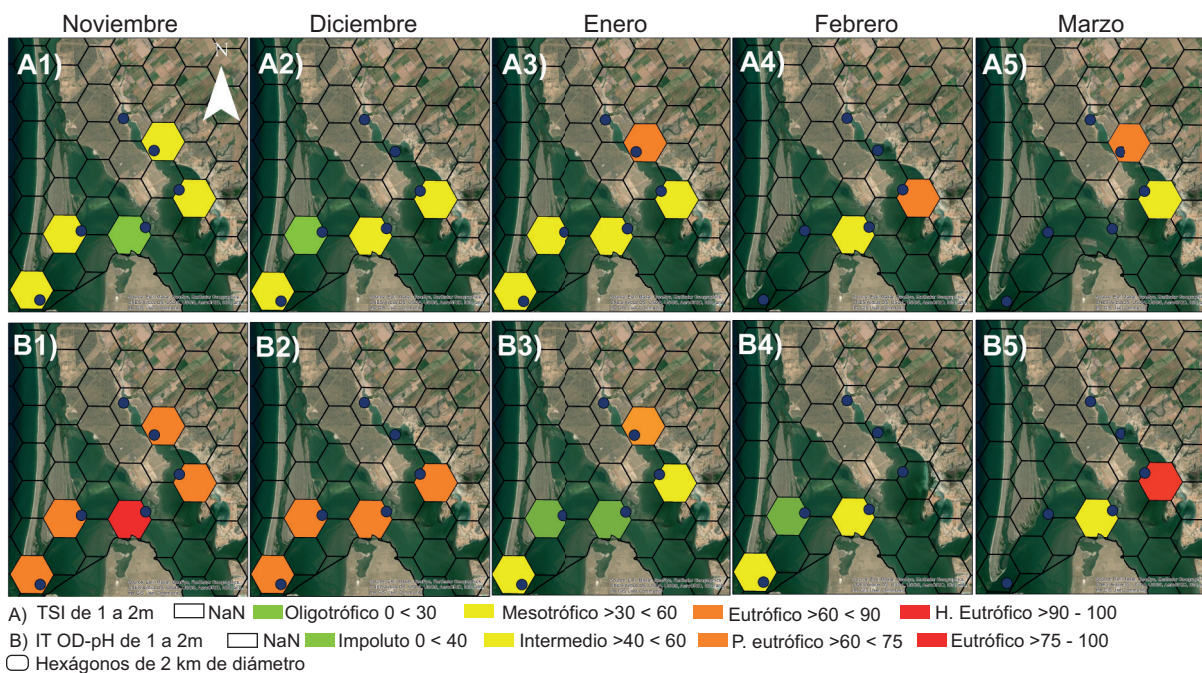 Noviembre Diciembre Enero Febrero Marzo
A1) A2) A3) A4) A5)
N
B1) B2) B3) B4) B5)
A) TSI de 1 a 2m NaN Oligotrófico 0 < 30 Mesotrófico >30 < 60 Eutrófico >60 < 90 H. Eutrófico >90 - 100
B) IT OD-pH de 1 a 2m NaN Impoluto 0 < 40 Intermedio >40 < 60 P. eutrófico >60 < 75 Eutrófico >75 - 100
Hexágonos de 2 km de diámetro